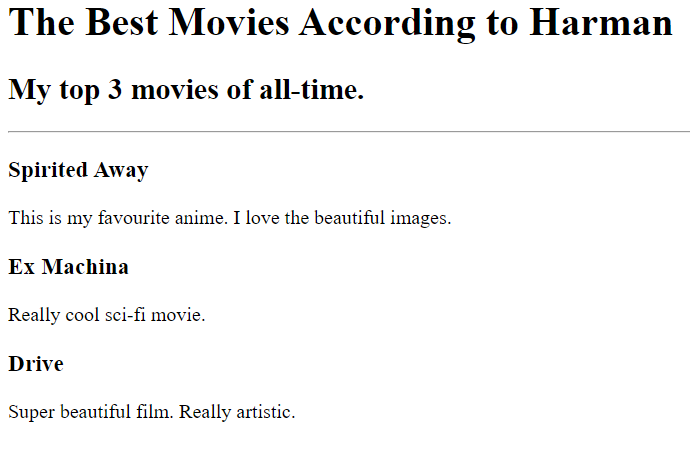 The Best Movies According to Harman
My top 3 movies of all-time.
Spirited Away
This is my favourite anime. I love the beautiful images.
Ex Machina
Really cool sci-fi movie.
Drive
Super beautiful film. Really artistic.